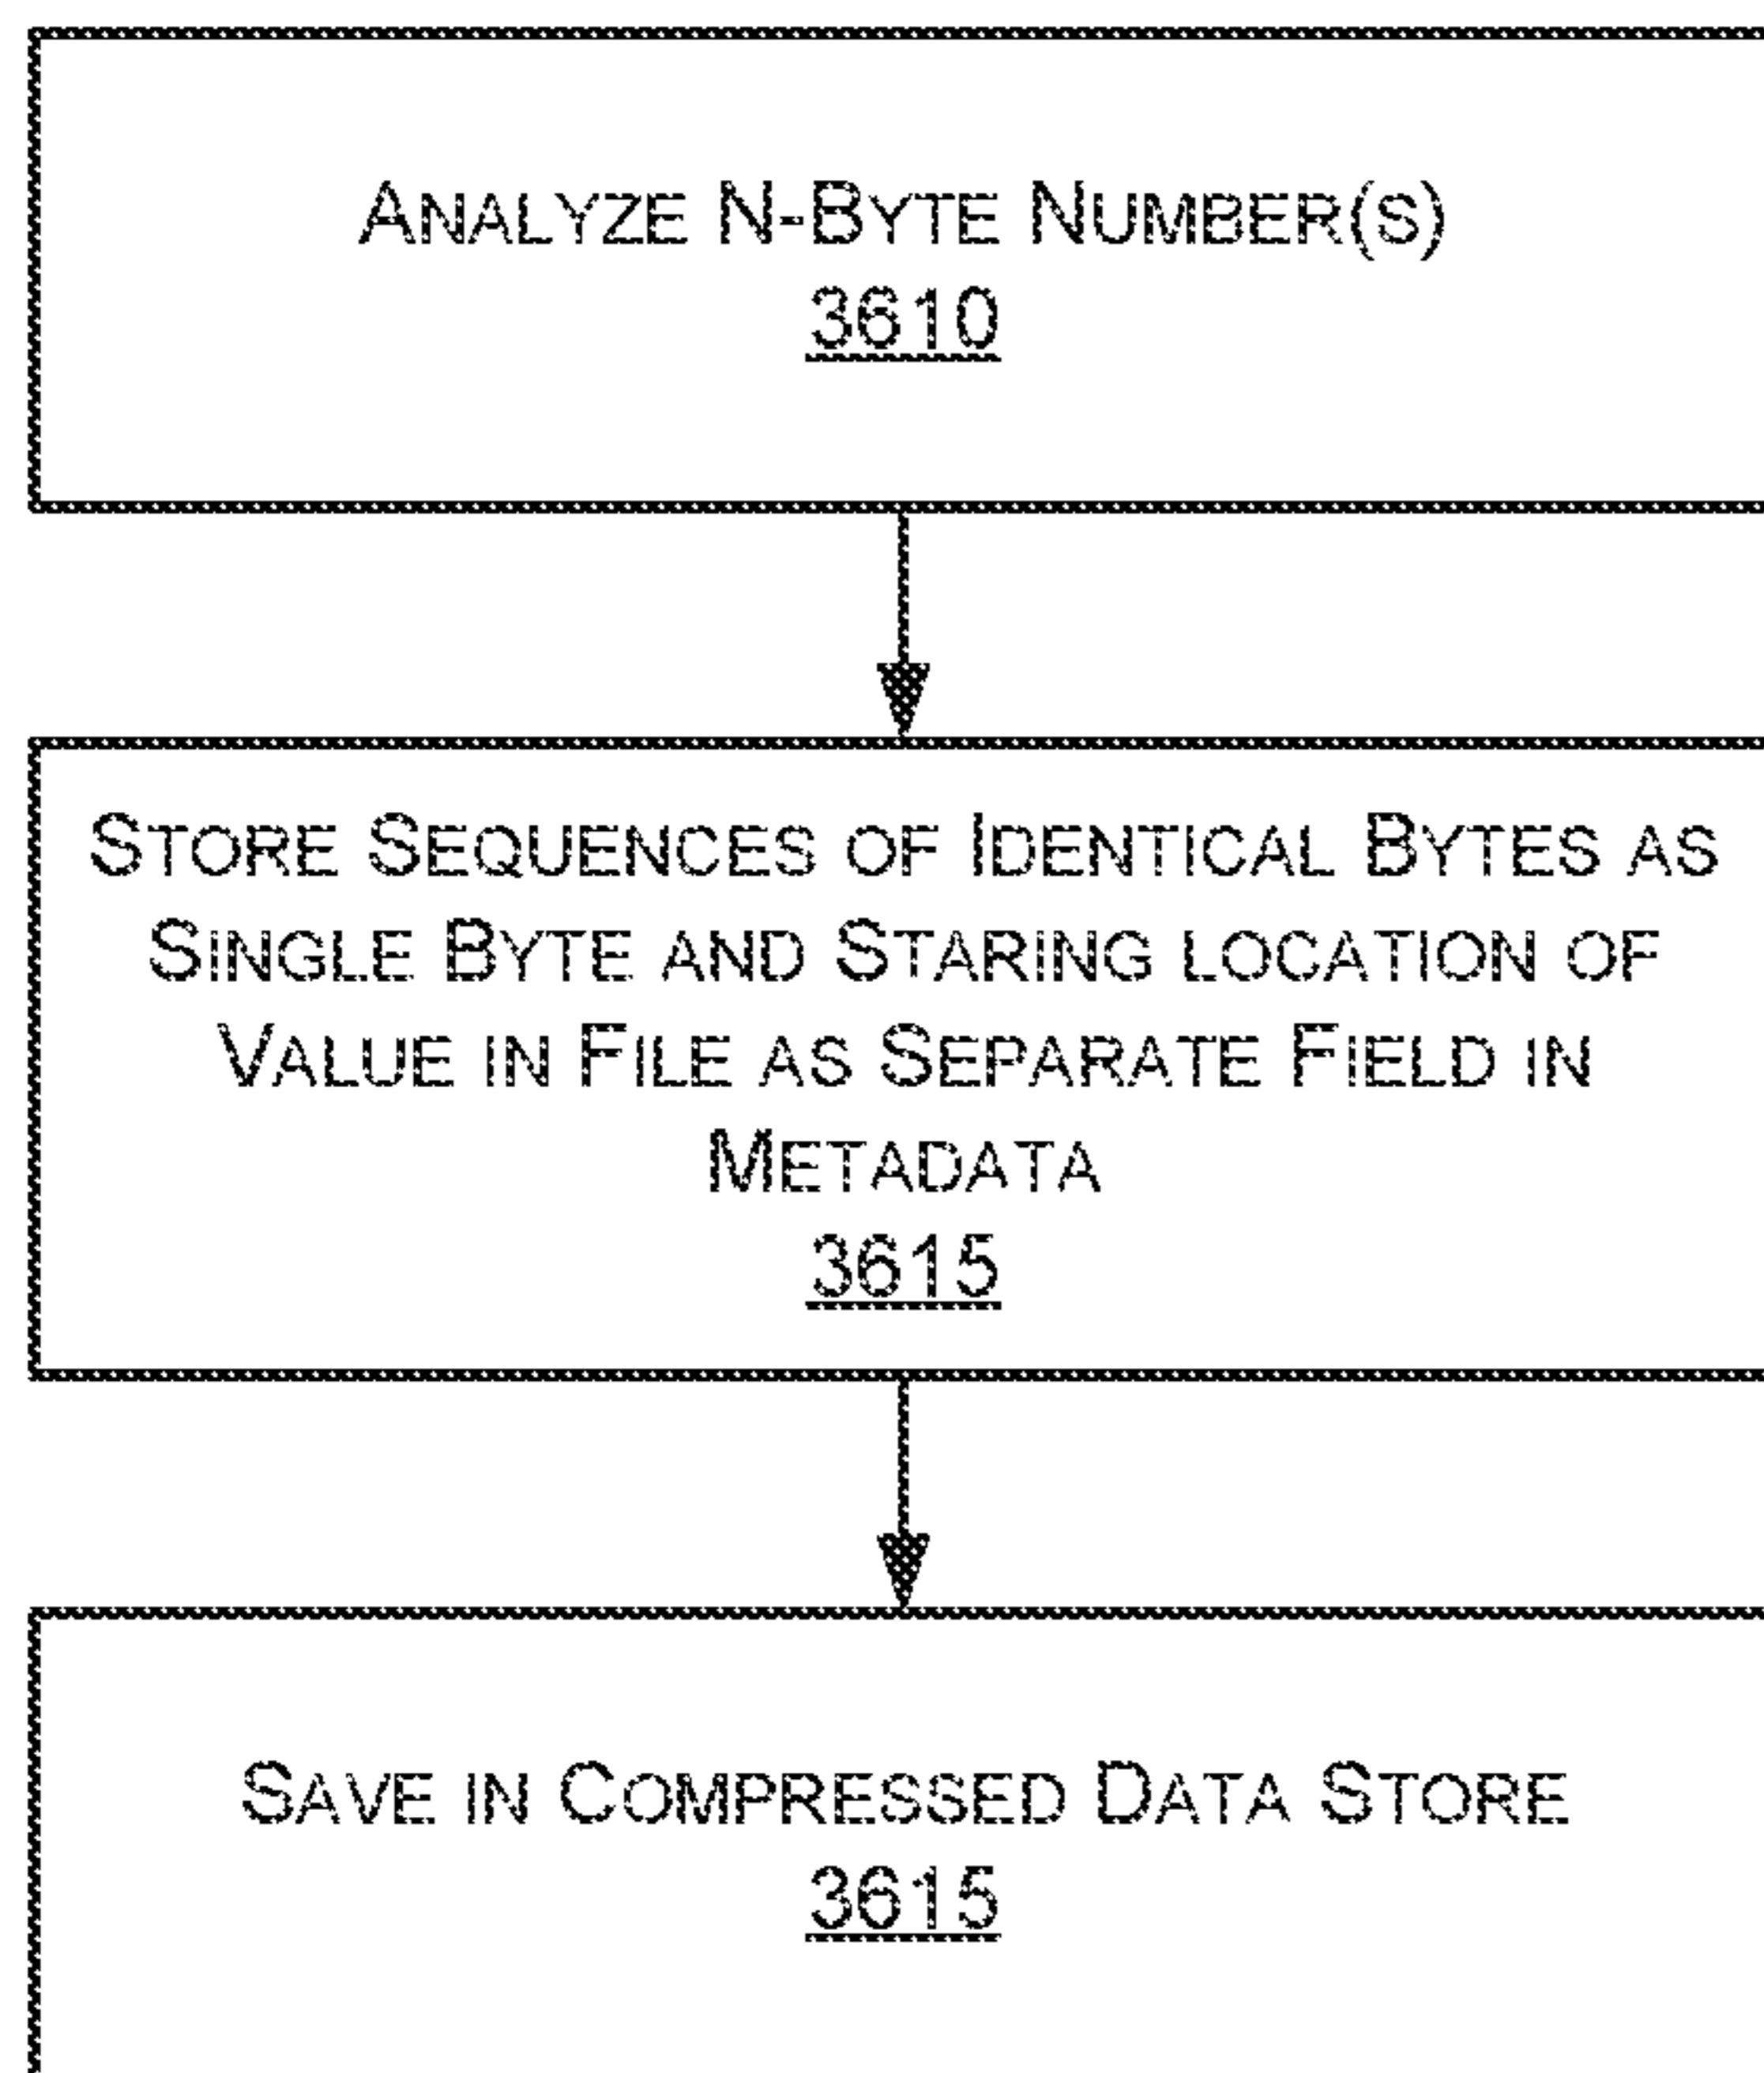 ANALYZE N-BYTE NUMBER(S)
3610
STORE SEQUENCES OF IDENTICAL BYTES AS
SINGLE BYTE AND STARING LOCATION OF
VALUE IN FILE AS SEPARATE FIELD IN
METADATA
3615
SAVE IN COMPRESSED DATA STORE
3615